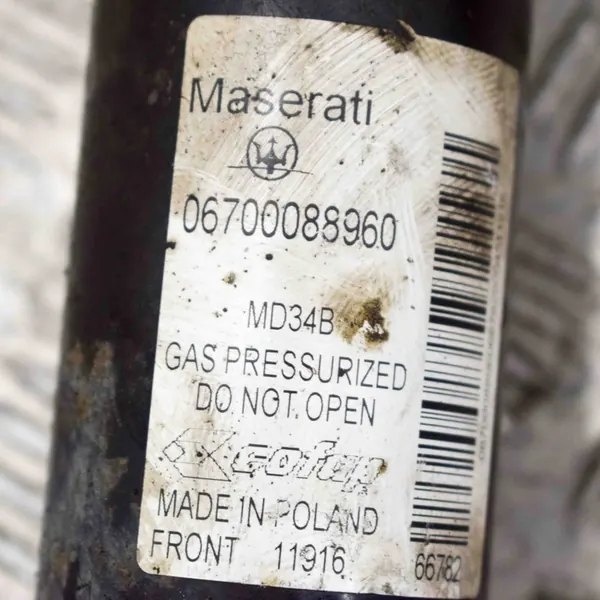 Maserati
06700088960
MD34B
GAS PRESSURIZED
DO NOT OPEN
MADE IN POLAND
FRONT 11916
66782